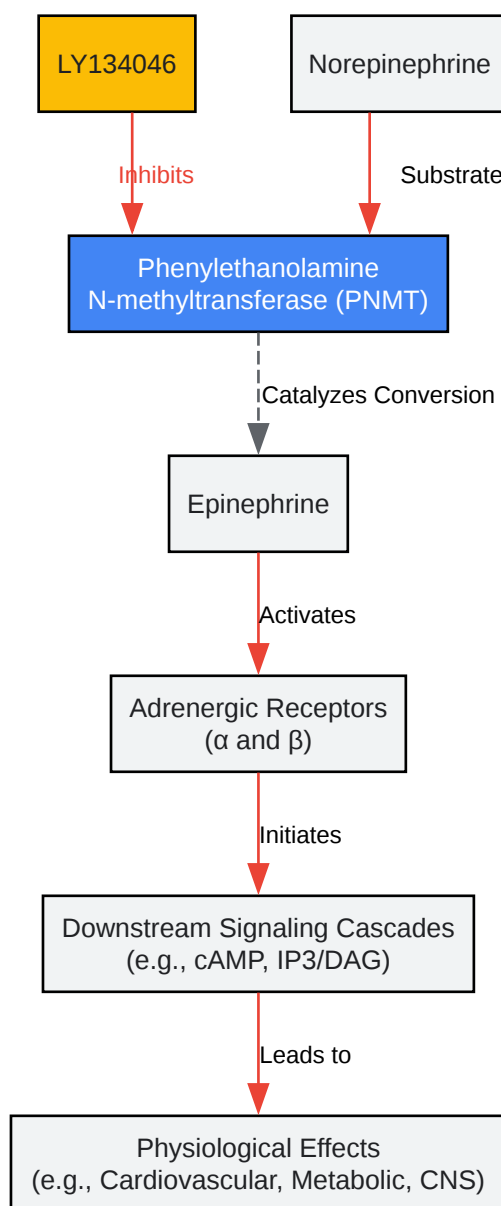 LY134046
Norepinephrine
Inhibits
Substrate
Phenylethanolamine
N-methyltransferase (PNMT)
Catalyzes Conversion
Epinephrine
Activates
Adrenergic Receptors
(α and β)
Initiates
Downstream Signaling Cascades
(e.g., cAMP, IP3/DAG)
Leads to
Physiological Effects
(e.g., Cardiovascular, Metabolic, CNS)